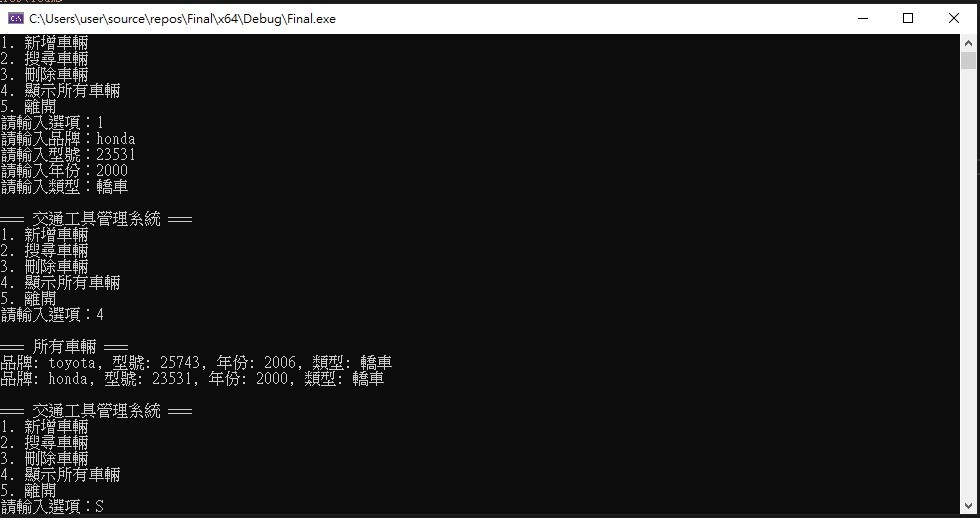 C:\Users\user\source\repos\Final\x64\Debug\Final.exe
1. 新增車輛
2. 搜尋車輛
3. 刪除車輛
4. 顯示所有車輛
5. 離開
請輸入選項：1
請輸入品牌：honda
請輸入型號：23531
請輸入年份：2000
請輸入類型：轎車
=== 交通工具管理系統 ===
1. 新增車輛
2. 搜尋車輛
3. 刪除車輛
4. 顯示所有車輛
5. 離開
請輸入選項：4
=== 所有車輛 ===
品牌: toyota, 型號: 25743, 年份: 2006, 類型: 轎車
品牌: honda, 型號: 23531, 年份: 2000, 類型: 轎車
=== 交通工具管理系統 ===
1. 新增車輛
2. 搜尋車輛
3. 刪除車輛
4. 顯示所有車輛
5. 離開
請輸入選項：S